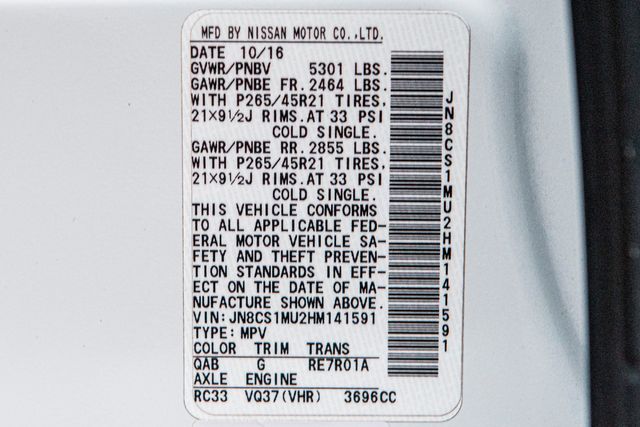 MFD BY NISSAN MOTOR CO.,LTD.
DATE 10/16
GVWR/PNBV 5301 LBS.
GAWR/PNBE FR. 2464 LBS.
WITH P265/45R21 TIRES,
21×9½J RIMS. AT 33 PSI
COLD SINGLE.
GAWR/PNBE RR. 2855 LBS.
WITH P265/45R21 TIRES,
21×9½J RIMS. AT 33 PSI
COLD SINGLE.
THIS VEHICLE CONFORMS
TO ALL APPLICABLE FED-
ERAL MOTOR VEHICLE SA-
FETY AND THEFT PREVEN-
TION STANDARDS IN EFF-
ECT ON THE DATE OF MA-
NUFACTURE SHOWN ABOVE.
VIN: JN8CS1MU2HM141591
TYPE: MPV
COLOR TRIM TRANS
QAB G RE7R01A
AXLE ENGINE
RC33 VQ37(VHR) 3696CC
JN8CS1MU2HM141591